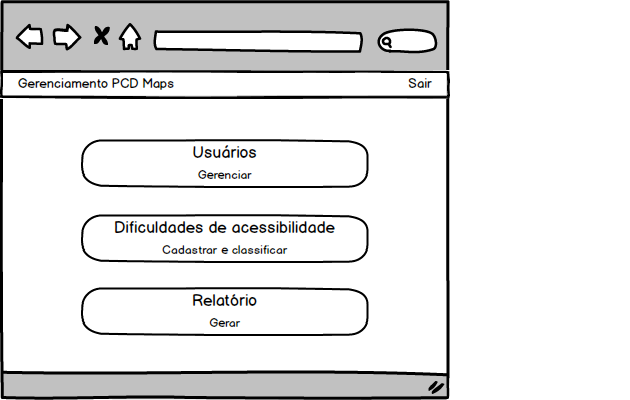 Gerenciamento PCD Maps Sair
Usuários
Gerenciar
Dificuldades de acessibilidade
Cadastrar e classificar
Relatório
Gerar